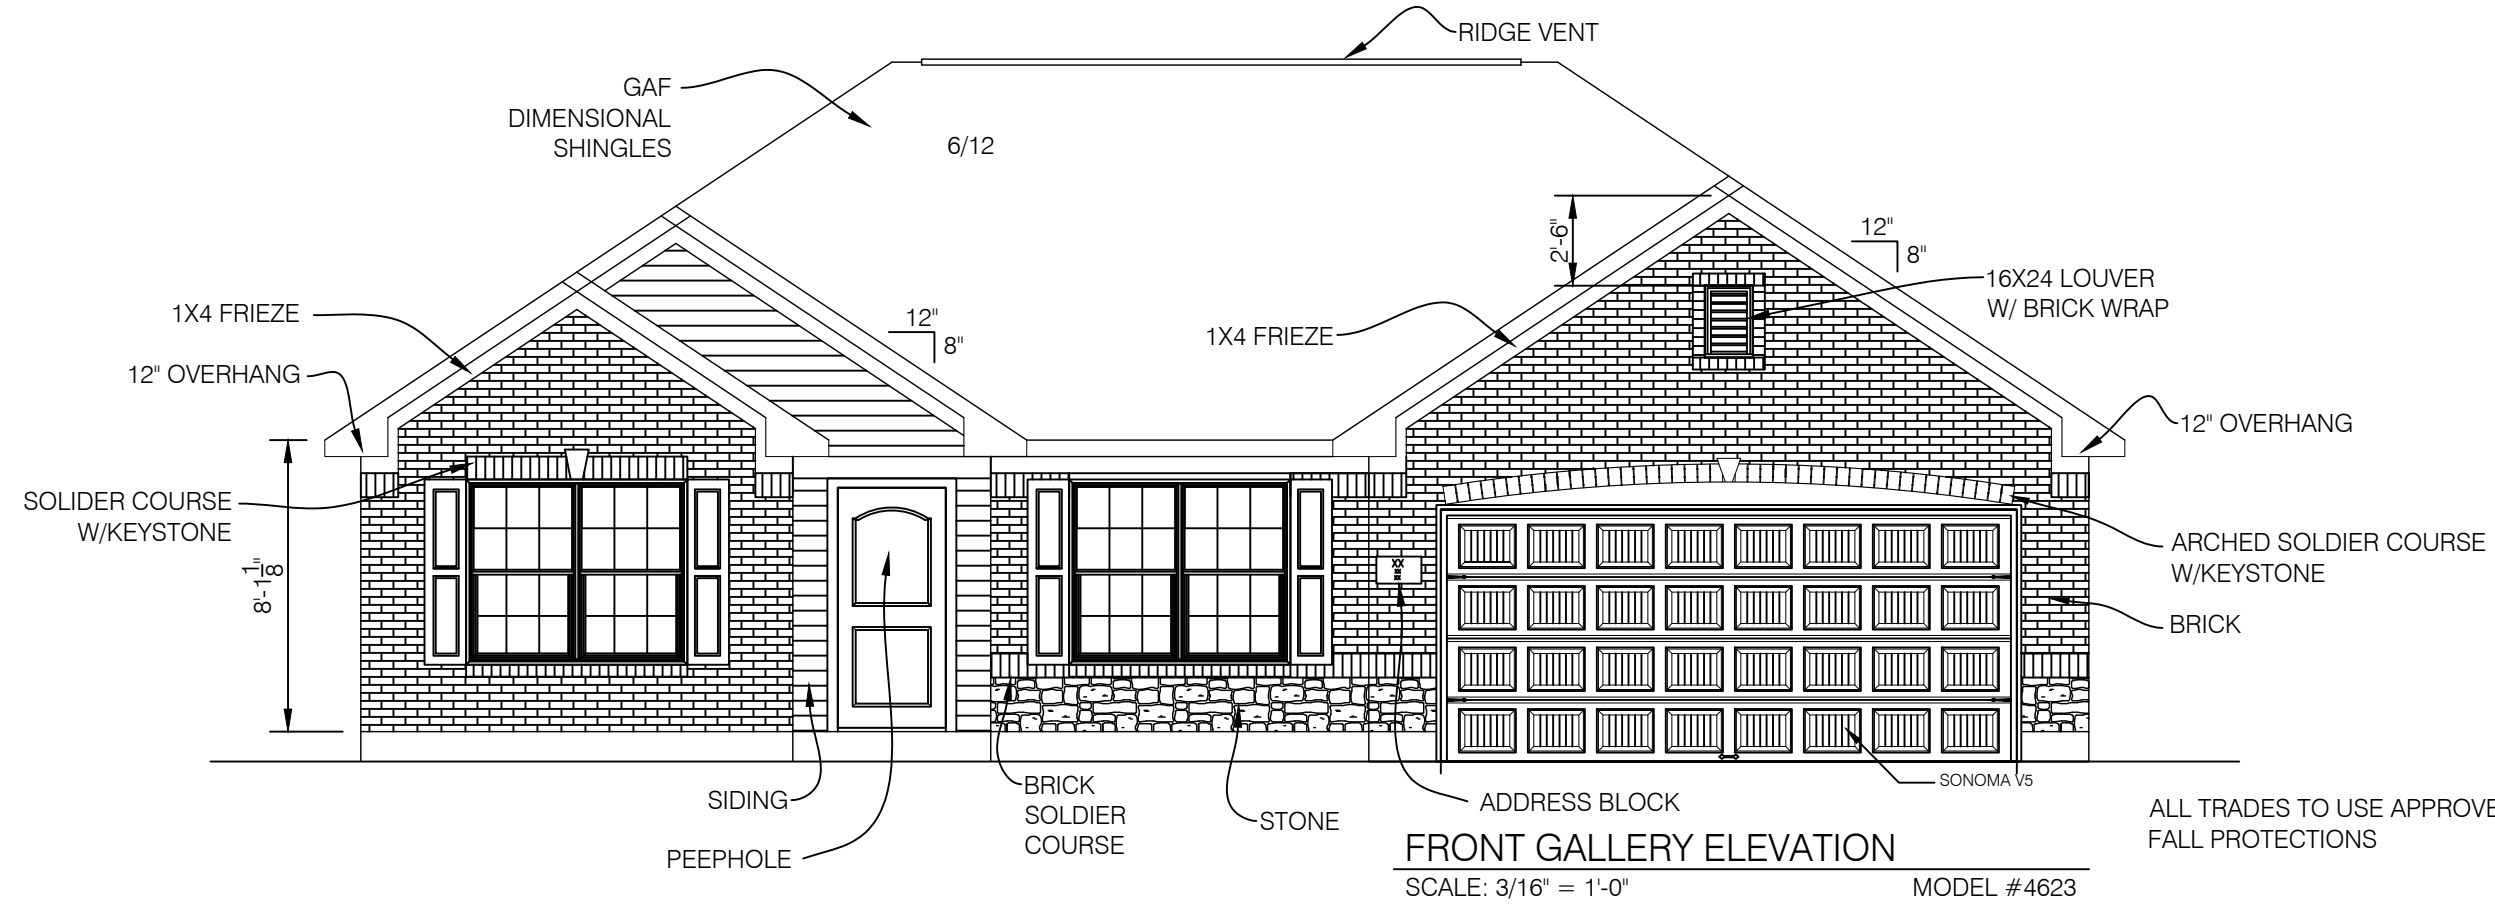 RIDGE VENT
GAF
DIMENSIONAL
SHINGLES
6/12
2'-6"
12"
8"
16X24 LOUVER
W/ BRICK WRAP
1X4 FRIEZE
12"
8"
1X4 FRIEZE
12" OVERHANG
12" OVERHANG
SOLIDER COURSE
W/KEYSTONE
8'-1 1/8"
ARCHED SOLDIER COURSE
W/KEYSTONE
XX
XX
XX
BRICK
SIDING
PEEPHOLE
BRICK
SOLDIER
COURSE
STONE
ADDRESS BLOCK
SONOMA V5
ALL TRADES TO USE APPROVE
FALL PROTECTIONS
FRONT GALLERY ELEVATION
SCALE: 3/16" = 1'-0"
MODEL #4623